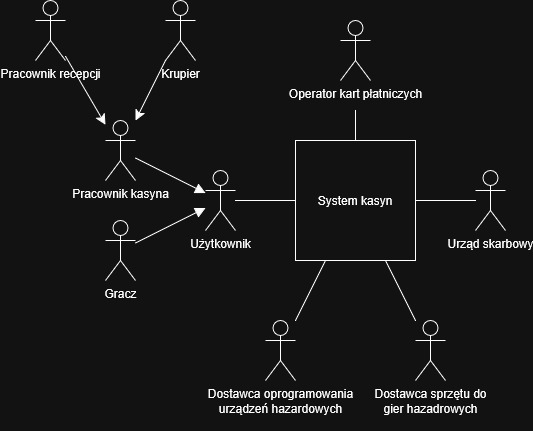 Pracownik recepcji
Krupier
Operator kart płatniczych
Pracownik kasyna
System kasyn
Użytkownik
Urząd skarbowy
Gracz
Dostawca oprogramowania
urządzeń hazardowych
Dostawca sprzętu do
gier hazadrowych